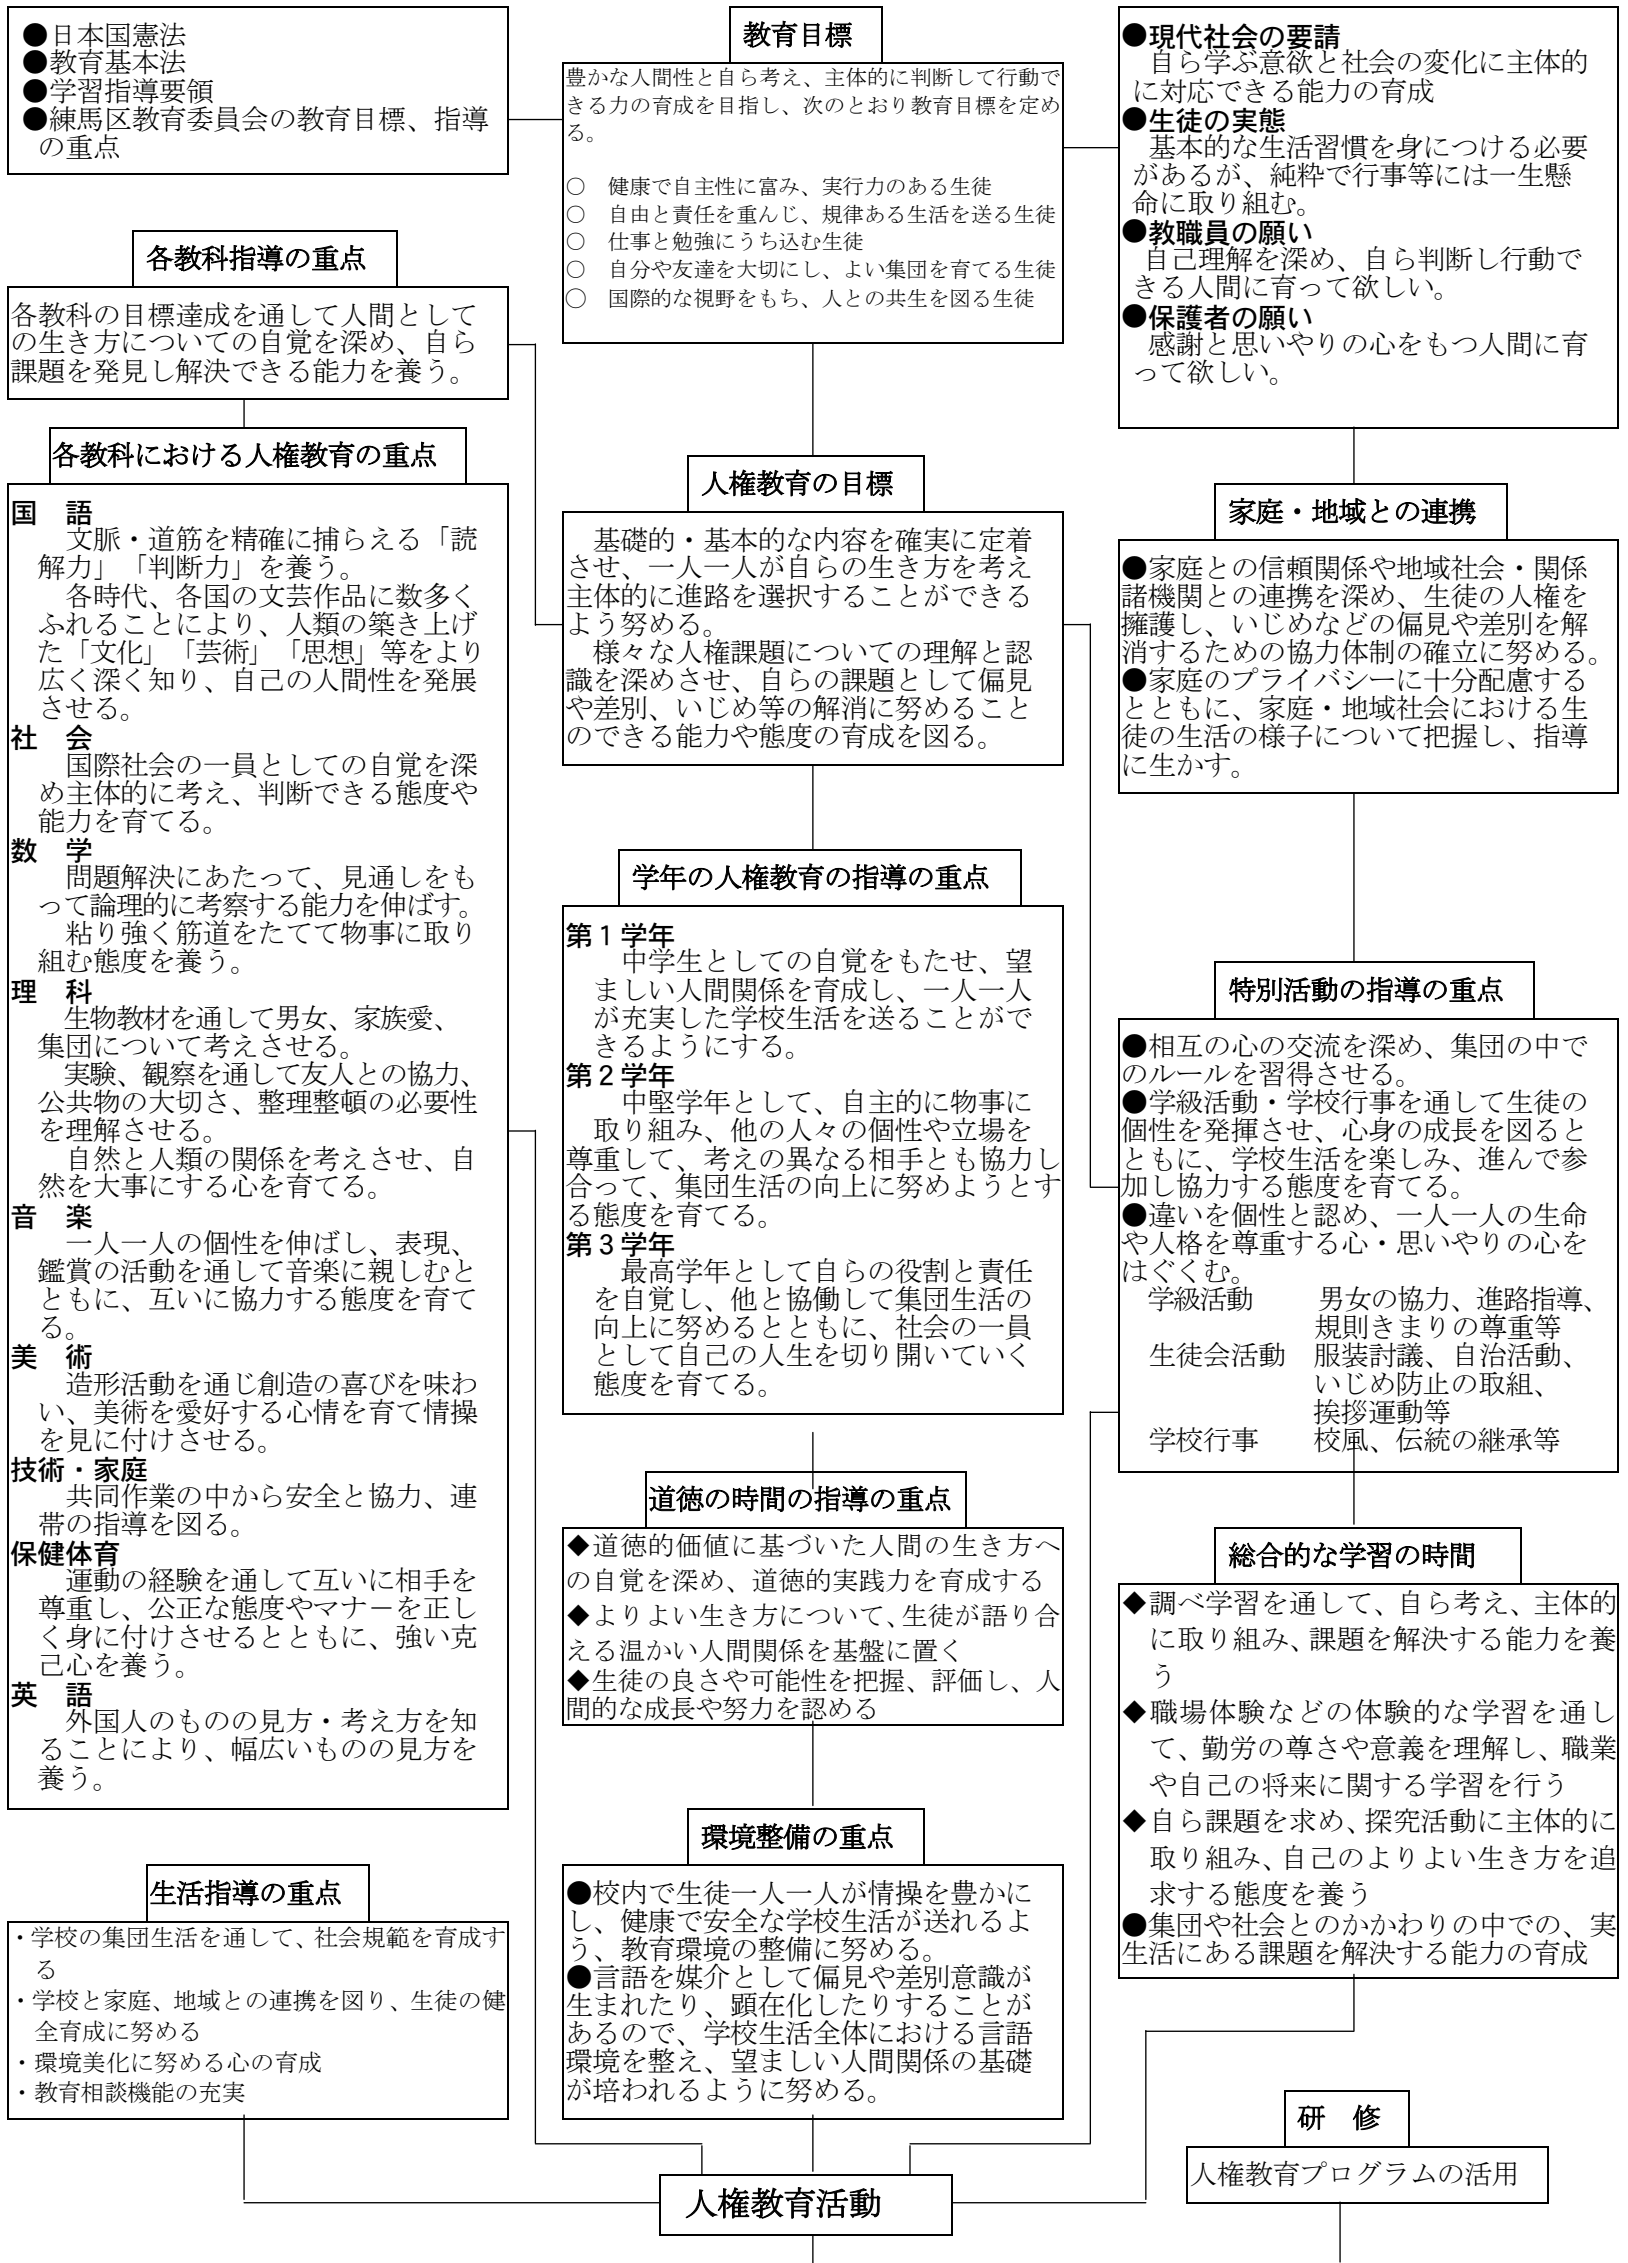 ●日本国憲法
●教育基本法
●学習指導要領
●練馬区教育委員会の教育目標、指導
の重点
教育目標
豊かな人間性と自ら考え、主体的に判断して行動で
きる力の育成を目指し、次のとおり教育目標を定め
る。
○　健康で自主性に富み、実行力のある生徒
○　自由と責任を重んじ、規律ある生活を送る生徒
○　仕事と勉強にうち込む生徒
○　自分や友達を大切にし、よい集団を育てる生徒
○　国際的な視野をもち、人との共生を図る生徒
●現代社会の要請
自ら学ぶ意欲と社会の変化に主体的
に対応できる能力の育成
●生徒の実態
基本的な生活習慣を身につける必要
があるが、純粋で行事等には一生懸
命に取り組む。
●教職員の願い
自己理解を深め、自ら判断し行動で
きる人間に育って欲しい。
●保護者の願い
感謝と思いやりの心をもつ人間に育
って欲しい。
各教科指導の重点
各教科の目標達成を通して人間として
の生き方についての自覚を深め、自ら
課題を発見し解決できる能力を養う。
各教科における人権教育の重点
国　語
文脈・道筋を精確に捕らえる「読
解力」「判断力」を養う。
各時代、各国の文芸作品に数多く
ふれることにより、人類の築き上げ
た「文化」「芸術」「思想」等をより
広く深く知り、自己の人間性を発展
させる。
社　会
国際社会の一員としての自覚を深
め主体的に考え、判断できる態度や
能力を育てる。
数　学
問題解決にあたって、見通しをも
って論理的に考察する能力を伸ばす。
粘り強く筋道をたてて物事に取り
組む態度を養う。
理　科
生物教材を通して男女、家族愛、
集団について考えさせる。
実験、観察を通して友人との協力、
公共物の大切さ、整理整頓の必要性
を理解させる。
自然と人類の関係を考えさせ、自
然を大事にする心を育てる。
音　楽
一人一人の個性を伸ばし、表現、
鑑賞の活動を通して音楽に親しむと
ともに、互いに協力する態度を育て
る。
美　術
造形活動を通じ創造の喜びを味わ
い、美術を愛好する心情を育て情操
を見に付けさせる。
技術・家庭
共同作業の中から安全と協力、連
帯の指導を図る。
保健体育
運動の経験を通して互いに相手を
尊重し、公正な態度やマナーを正し
く身に付けさせるとともに、強い克
己心を養う。
英　語
外国人のものの見方・考え方を知
ることにより、幅広いものの見方を
養う。
人権教育の目標
基礎的・基本的な内容を確実に定着
させ、一人一人が自らの生き方を考え
主体的に進路を選択することができる
よう努める。
様々な人権課題についての理解と認
識を深めさせ、自らの課題として偏見
や差別、いじめ等の解消に努めること
のできる能力や態度の育成を図る。
家庭・地域との連携
●家庭との信頼関係や地域社会・関係
諸機関との連携を深め、生徒の人権を
擁護し、いじめなどの偏見や差別を解
消するための協力体制の確立に努める。
●家庭のプライバシーに十分配慮する
とともに、家庭・地域社会における生
徒の生活の様子について把握し、指導
に生かす。
学年の人権教育の指導の重点
第１学年
中学生としての自覚をもたせ、望
ましい人間関係を育成し、一人一人
が充実した学校生活を送ることがで
きるようにする。
第２学年
中堅学年として、自主的に物事に
取り組み、他の人々の個性や立場を
尊重して、考えの異なる相手とも協力し
合って、集団生活の向上に努めようとす
る態度を育てる。
第３学年
最高学年として自らの役割と責任
を自覚し、他と協働して集団生活の
向上に努めるとともに、社会の一員
として自己の人生を切り開いていく
態度を育てる。
特別活動の指導の重点
●相互の心の交流を深め、集団の中で
のルールを習得させる。
●学級活動・学校行事を通して生徒の
個性を発揮させ、心身の成長を図ると
ともに、学校生活を楽しみ、進んで参
加し協力する態度を育てる。
●違いを個性と認め、一人一人の生命
や人格を尊重する心・思いやりの心を
はぐくむ。
学級活動　　男女の協力、進路指導、
規則きまりの尊重等
生徒会活動　服装討議、自治活動、
いじめ防止の取組、
挨拶運動等
学校行事　　校風、伝統の継承等
道徳の時間の指導の重点
◆道徳的価値に基づいた人間の生き方へ
の自覚を深め、道徳的実践力を育成する
◆よりよい生き方について、生徒が語り合
える温かい人間関係を基盤に置く
◆生徒の良さや可能性を把握、評価し、人
間的な成長や努力を認める
総合的な学習の時間
◆調べ学習を通して、自ら考え、主体的
に取り組み、課題を解決する能力を養
う
◆職場体験などの体験的な学習を通し
て、勤労の尊さや意義を理解し、職業
や自己の将来に関する学習を行う
◆自ら課題を求め、探究活動に主体的に
取り組み、自己のよりよい生き方を追
求する態度を養う
●集団や社会とのかかわりの中での、実
生活にある課題を解決する能力の育成
環境整備の重点
●校内で生徒一人一人が情操を豊かに
し、健康で安全な学校生活が送れるよ
う、教育環境の整備に努める。
●言語を媒介として偏見や差別意識が
生まれたり、顕在化したりすることが
あるので、学校生活全体における言語
環境を整え、望ましい人間関係の基礎
が培われるように努める。
生活指導の重点
・学校の集団生活を通して、社会規範を育成す
る
・学校と家庭、地域との連携を図り、生徒の健
全育成に努める
・環境美化に努める心の育成
・教育相談機能の充実
研　修
人権教育プログラムの活用
人権教育活動